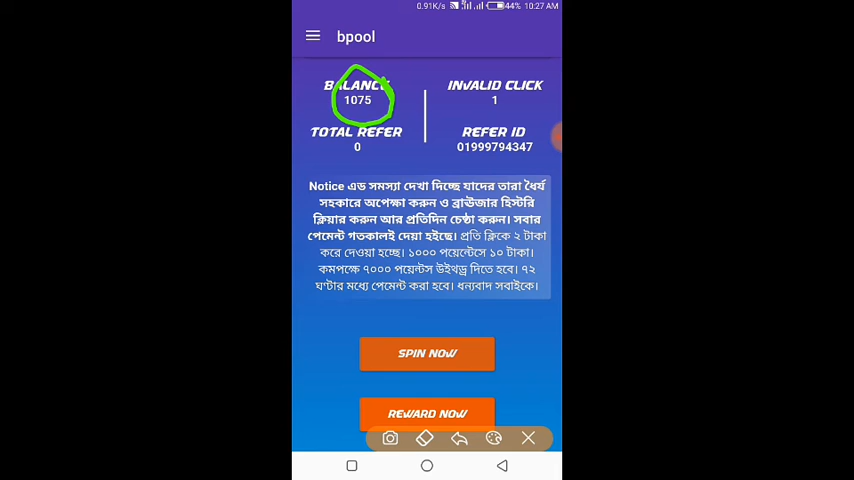 0.91K/s 44% 10:27 AM
bpool
BALANCE
1075
INVALID CLICK
1
TOTAL REFER
0
REFER ID
01999794347
Notice এড সমস্যা দেখা দিচ্ছে যাদের তারা ধৈর্য
সহকারে অপেক্ষা করুন ও ব্রাউজার হিস্টরি
ক্লিয়ার করুন আর প্রতিদিন চেষ্ঠা করুন। সবার
পেমেন্ট গতকালই দেয়া হইছে। প্রতি ক্লিকে ২ টাকা
করে দেওয়া হচ্ছে। ১০০০ পয়েন্টেসে ১০ টাকা।
কমপক্ষে ৭০০০ পয়েন্টস উইথড্র দিতে হবে। ৭২
ঘণ্টার মধ্যে পেমেন্ট করা হবে। ধন্যবাদ সবাইকে।
SPIN NOW
REWARD NOW